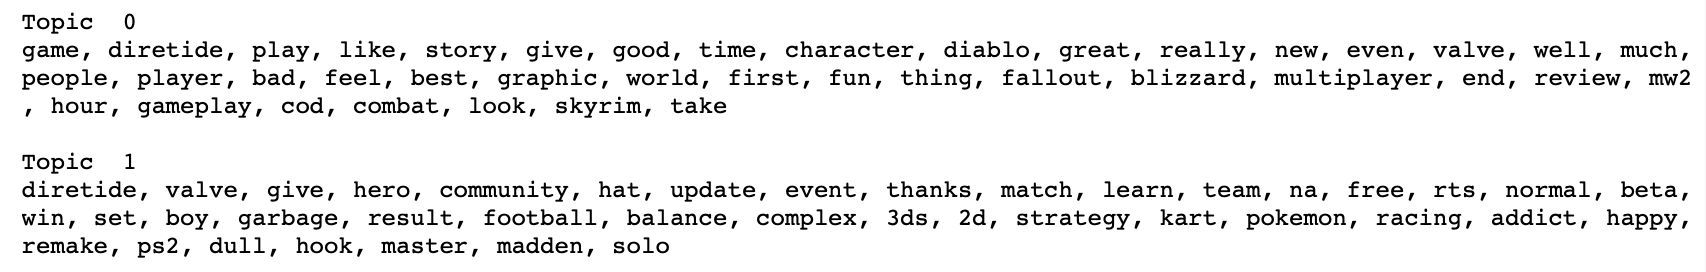 Topic  0
game, diretide, play, like, story, give, good, time, character, diablo, great, really, new, even, valve, well, much,
people, player, bad, feel, best, graphic, world, first, fun, thing, fallout, blizzard, multiplayer, end, review, mw2
, hour, gameplay, cod, combat, look, skyrim, take
Topic  1
diretide, valve, give, hero, community, hat, update, event, thanks, match, learn, team, na, free, rts, normal, beta,
win, set, boy, garbage, result, football, balance, complex, 3ds, 2d, strategy, kart, pokemon, racing, addict, happy,
remake, ps2, dull, hook, master, madden, solo